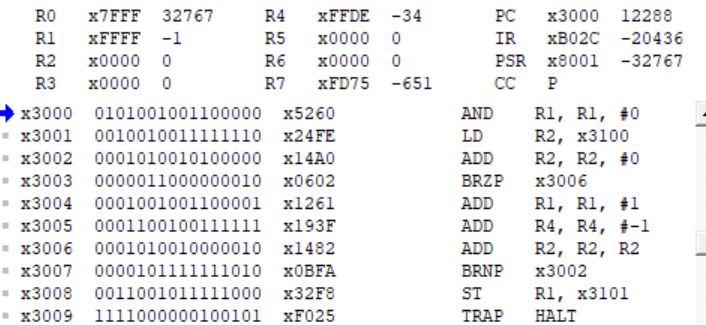 R0 x7FFF 32767 R4 xFFDE -34 PC x3000 12288
R1 xFFFF -1 R5 x0000 0 IR xB02C -20436
R2 x0000 0 R6 x0000 0 PSR x8001 -32767
R3 x0000 0 R7 xFD75 -651 CC P
x3000 0101001001100000 x5260 AND R1, R1, #0
x3001 0010010011111110 x24FE LD R2, x3100
x3002 0001010010100000 x14A0 ADD R2, R2, #0
x3003 0000011000000010 x0602 BRZP x3006
x3004 0001001001100001 x1261 ADD R1, R1, #1
x3005 0001100100111111 x193F ADD R4, R4, #-1
x3006 0001010010000010 x1482 ADD R2, R2, R2
x3007 0000101111111010 x0BFA BRNP x3002
x3008 0011001011111000 x32F8 ST R1, x3101
x3009 1111000000100101 xF025 TRAP HALT